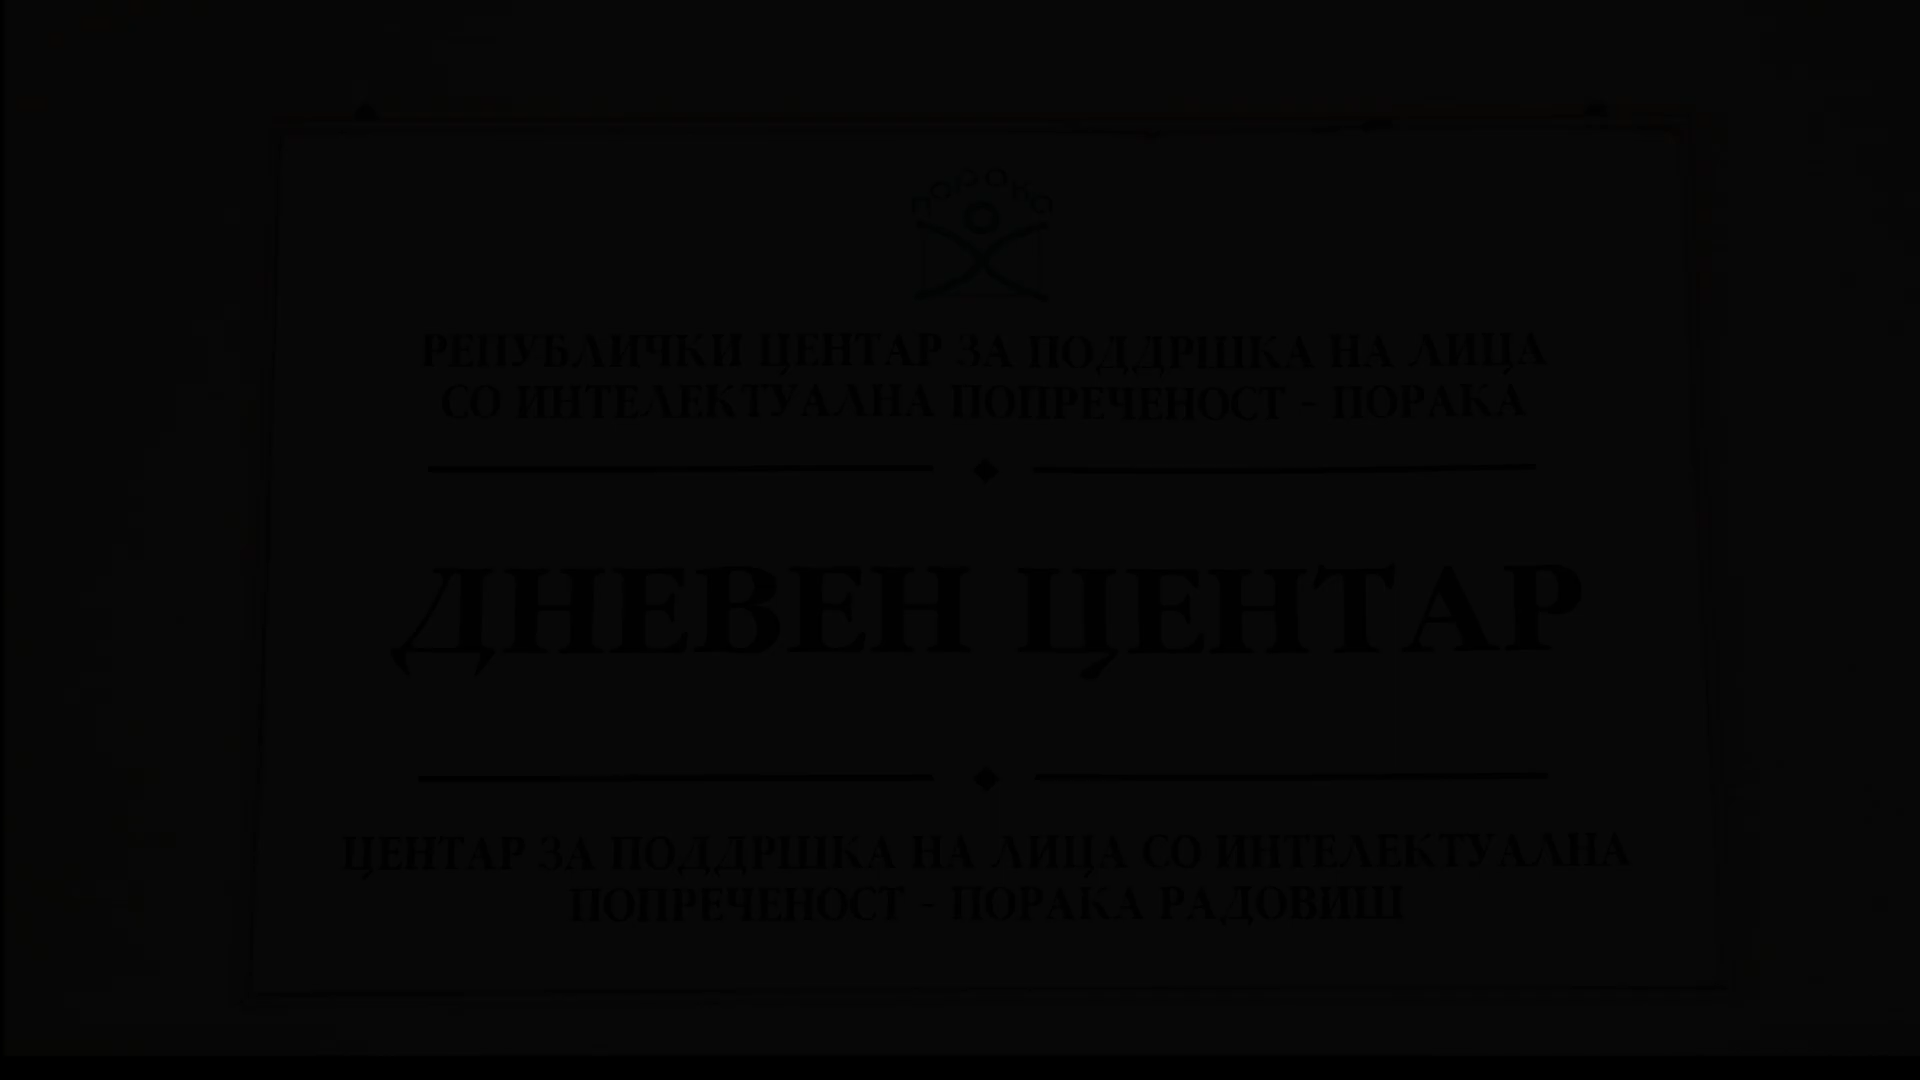 порака
РЕПУБЛИЧКИ ЦЕНТАР ЗА ПОДДРШКА НА ЛИЦА
СО ИНТЕЛЕКТУАЛНА ПОПРЕЧЕНОСТ - ПОРАКА
ДНЕВЕН ЦЕНТАР
ЦЕНТАР ЗА ПОДДРШКА НА ЛИЦА СО ИНТЕЛЕКТУАЛНА
ПОПРЕЧЕНОСТ - ПОРАКА РАДОВИШ